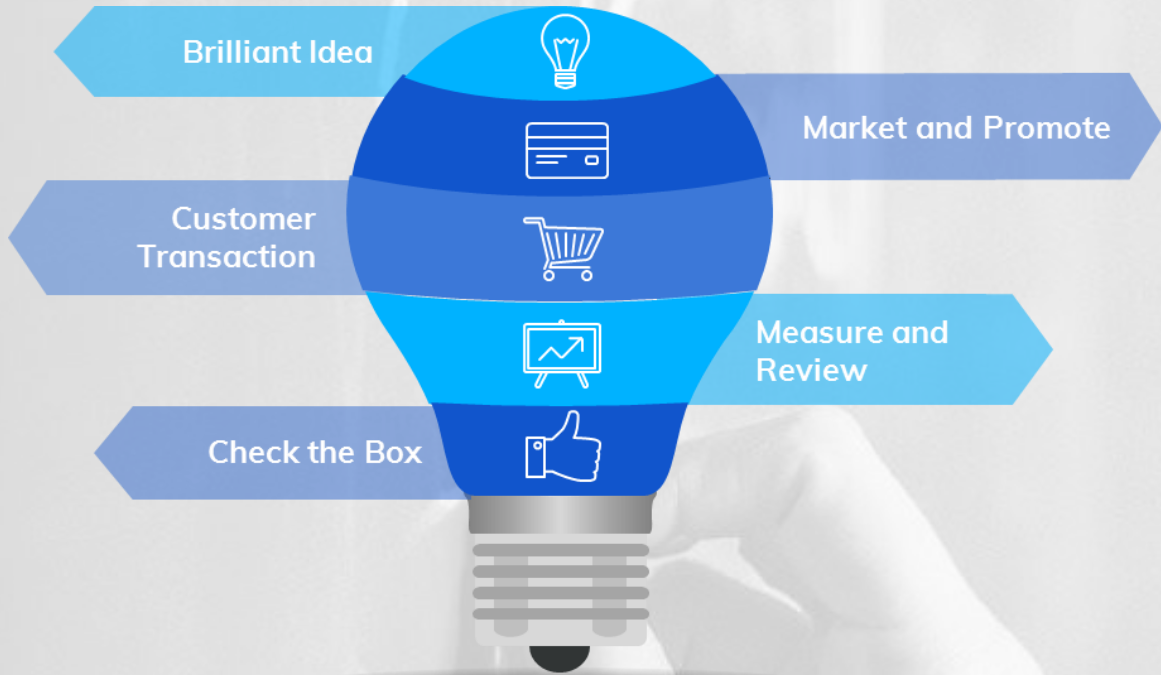 Brilliant Idea
Market and Promote
Customer
Transaction
Measure and
Review
Check the Box